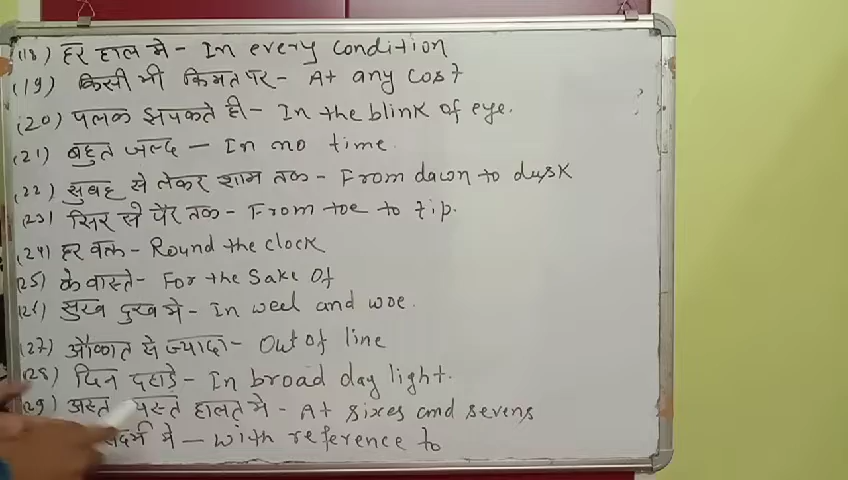 (18) हर हाल मे - In every condition
(19) किसी भी किमत पर - At any cost
(20) पलक झपकते ही - In the blink of eye.
(21) बहुत जल्द - In no time.
(22) सुबह से लेकर शाम तक - From dawn to dusk
(23) सिर से पैर तक - From toe to tip.
(24) हर वक्त - Round the clock
(25) के वास्ते - For the Sake Of
(26) सुख दुख मे - In weel and woe.
(27) औकात से ज्यादा - Out of line
(28) दिन दहाड़े - In broad day light.
(29) अस्त व्यस्त हालत मे - At sixes and sevens
मे - with reference to